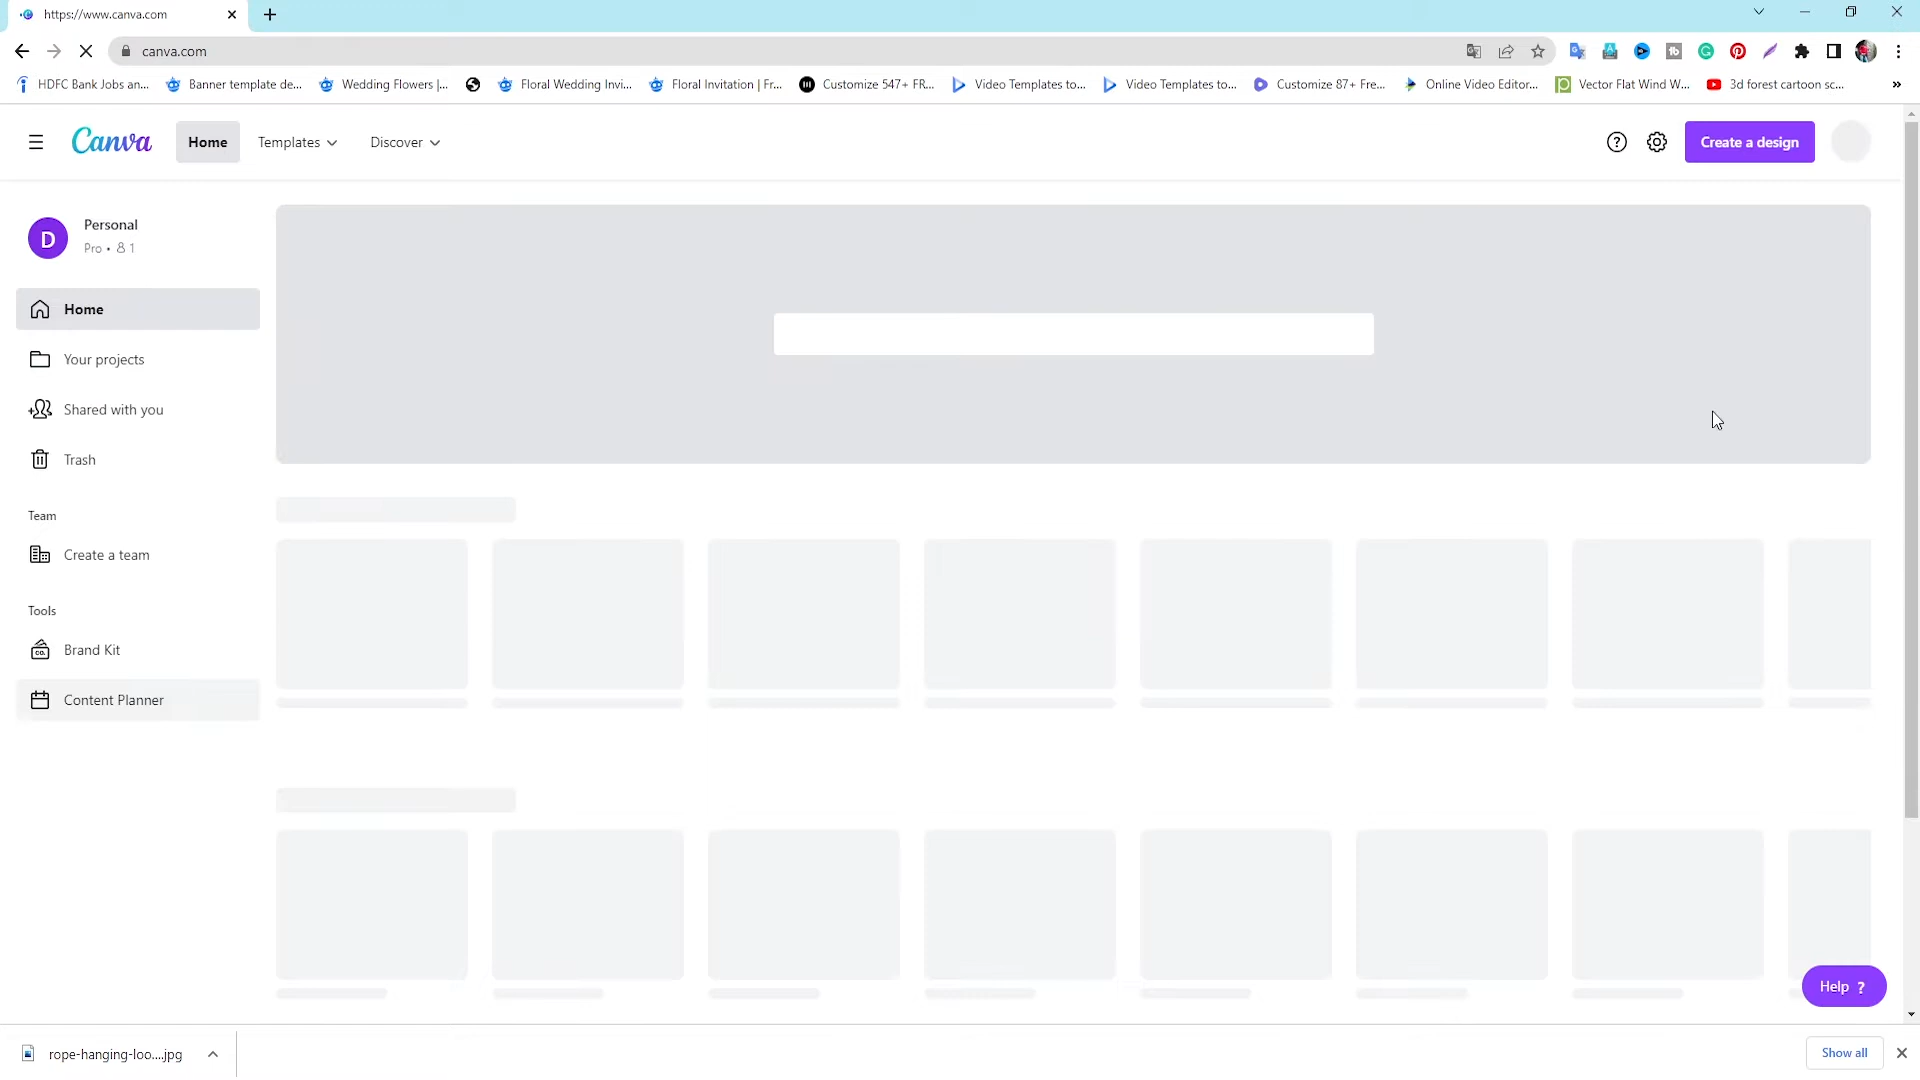 https://www.canva.com
canva.com
HDFC Bank Jobs an...
Banner template de...
Wedding Flowers |...
Floral Wedding Invi...
Floral Invitation | Fr...
Customize 547+ FR...
Video Templates to...
Video Templates to...
Customize 87+ Fre...
Online Video Editor...
Vector Flat Wind W...
3d forest cartoon sc...
»
Canva
Home
Templates
Discover
?
Create a design
D
Personal
Pro • 1
Home
Your projects
Shared with you
Trash
Team
Create a team
Tools
CO.
Brand Kit
Content Planner
Help ?
rope-hanging-loo....jpg
Show all